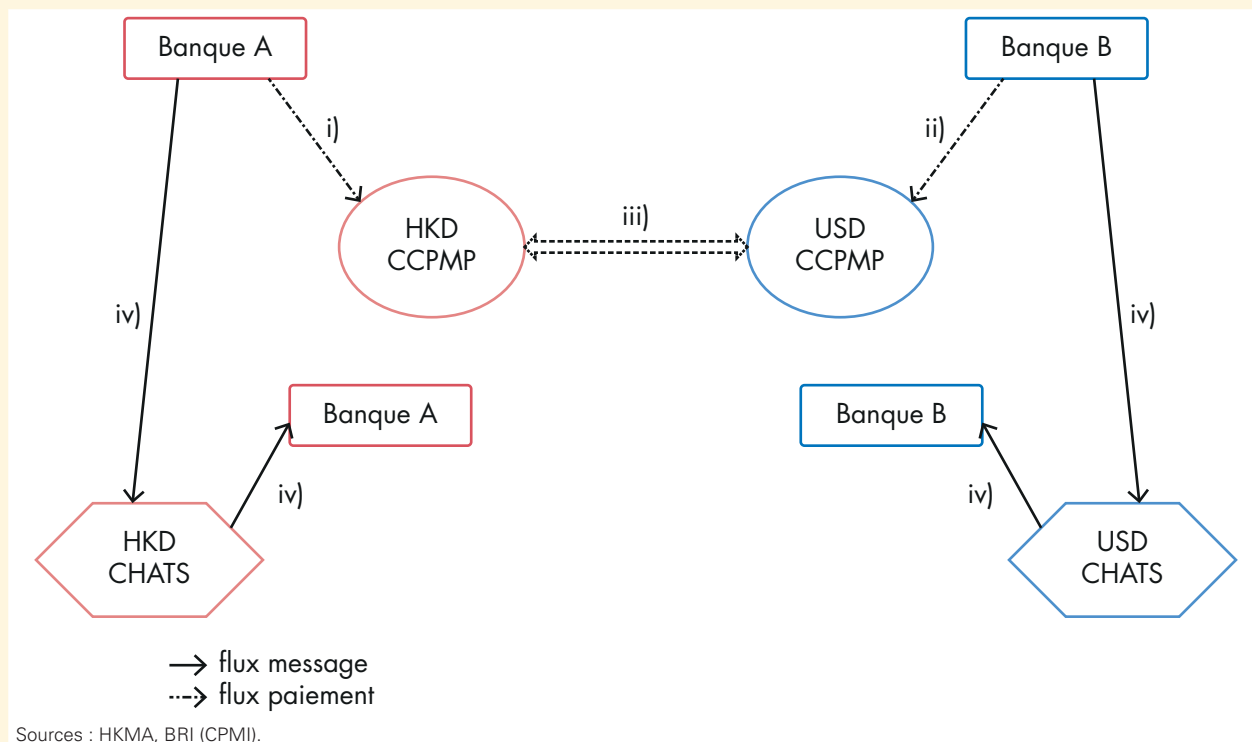 Banque A
Banque B
i)
ii)
HKD
CCPMP
iii)
USD
CCPMP
iv)
iv)
Banque A
Banque B
iv)
iv)
HKD
CHATS
USD
CHATS
flux message
flux paiement
Sources : HKMA, BRI (CPMI).